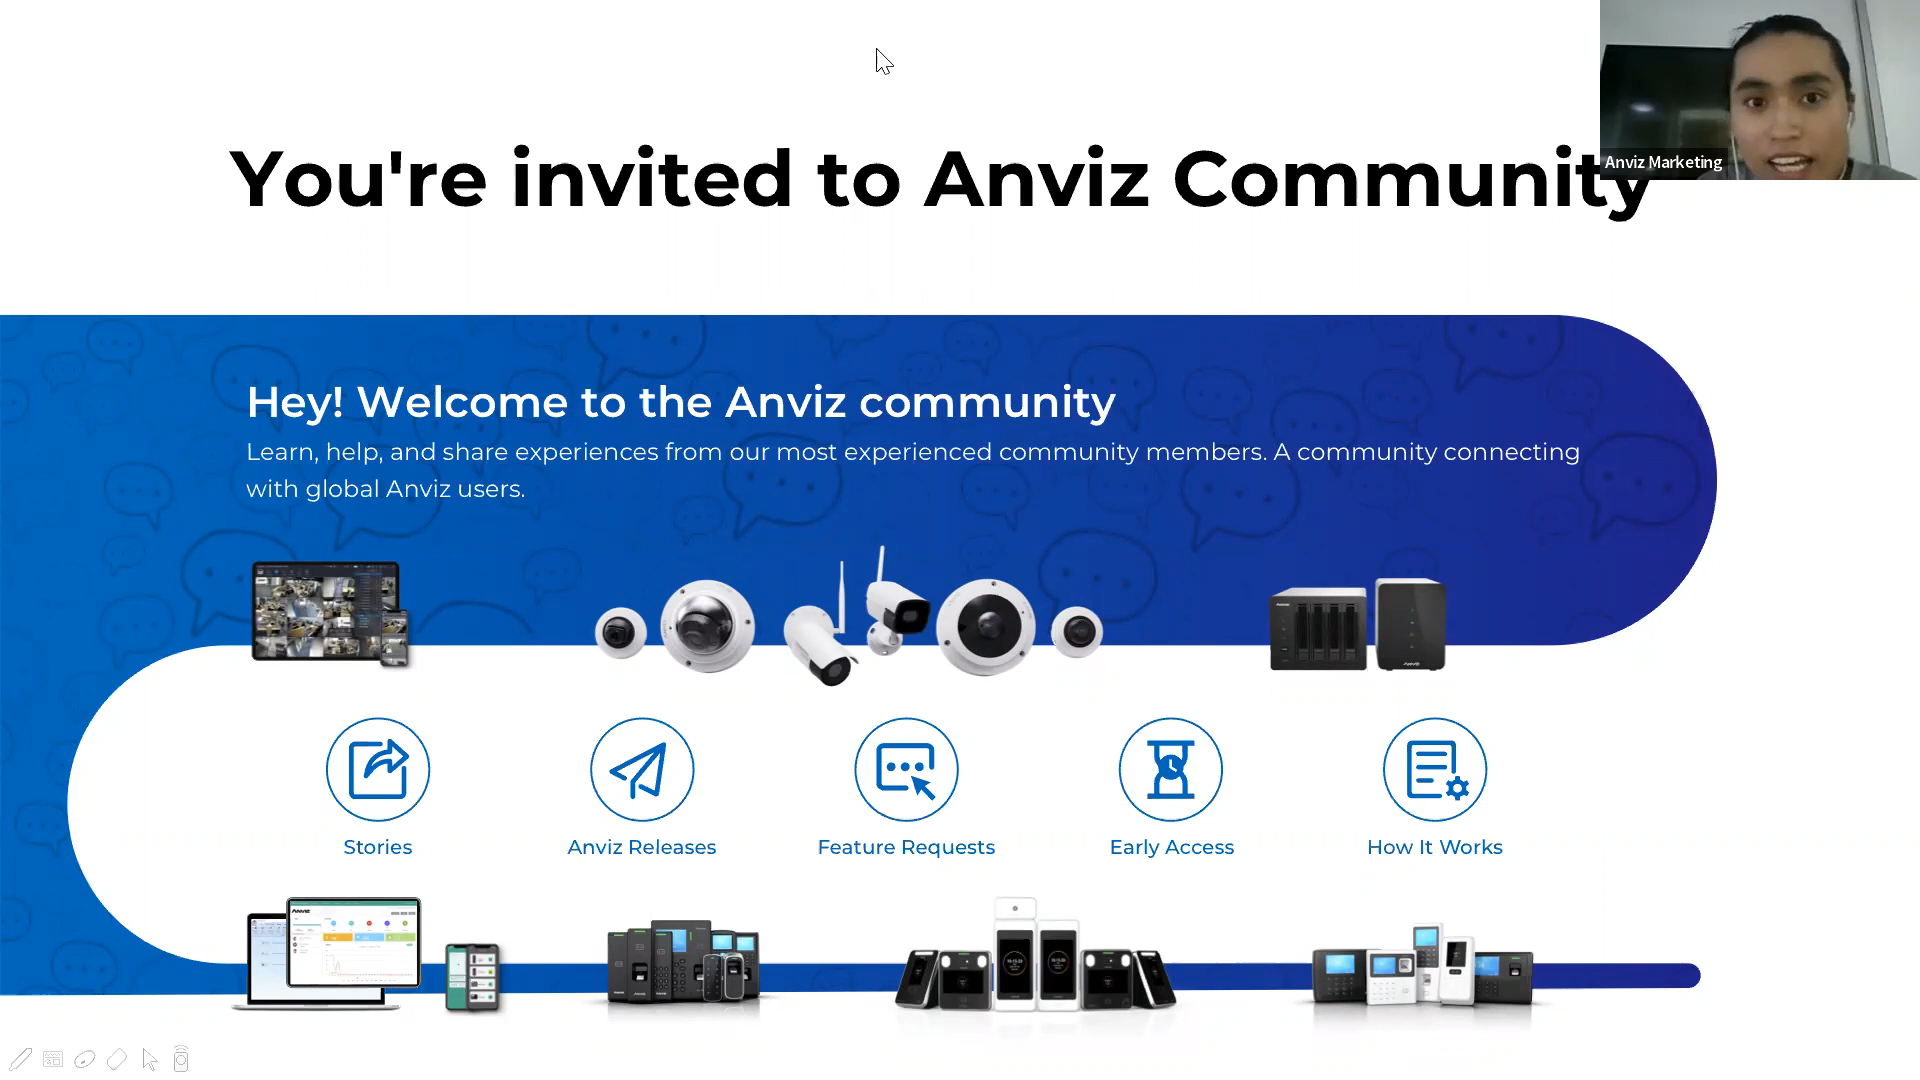 You're invited to Anviz Community
Anviz Marketing
Hey! Welcome to the Anviz community
Learn, help, and share experiences from our most experienced community members. A community connecting
with global Anviz users.
ANVIZ
Stories
Anviz Releases
Feature Requests
Early Access
How It Works
ANVIZ